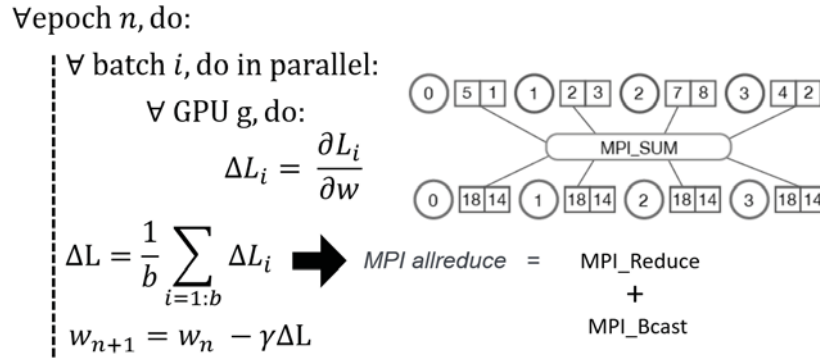 ∀epoch n, do:
∀ batch i, do in parallel:
∀ GPU g, do:
ΔL_i = ∂L_i/∂w
ΔL = 1/b ∑_{i=1:b} ΔL_i
w_{n+1} = w_n − γΔL
0 5 1 1 2 3 2 7 8 3 4 2
MPI_SUM
0 18 14 1 18 14 2 18 14 3 18 14
MPI allreduce = MPI_Reduce
+
MPI_Bcast